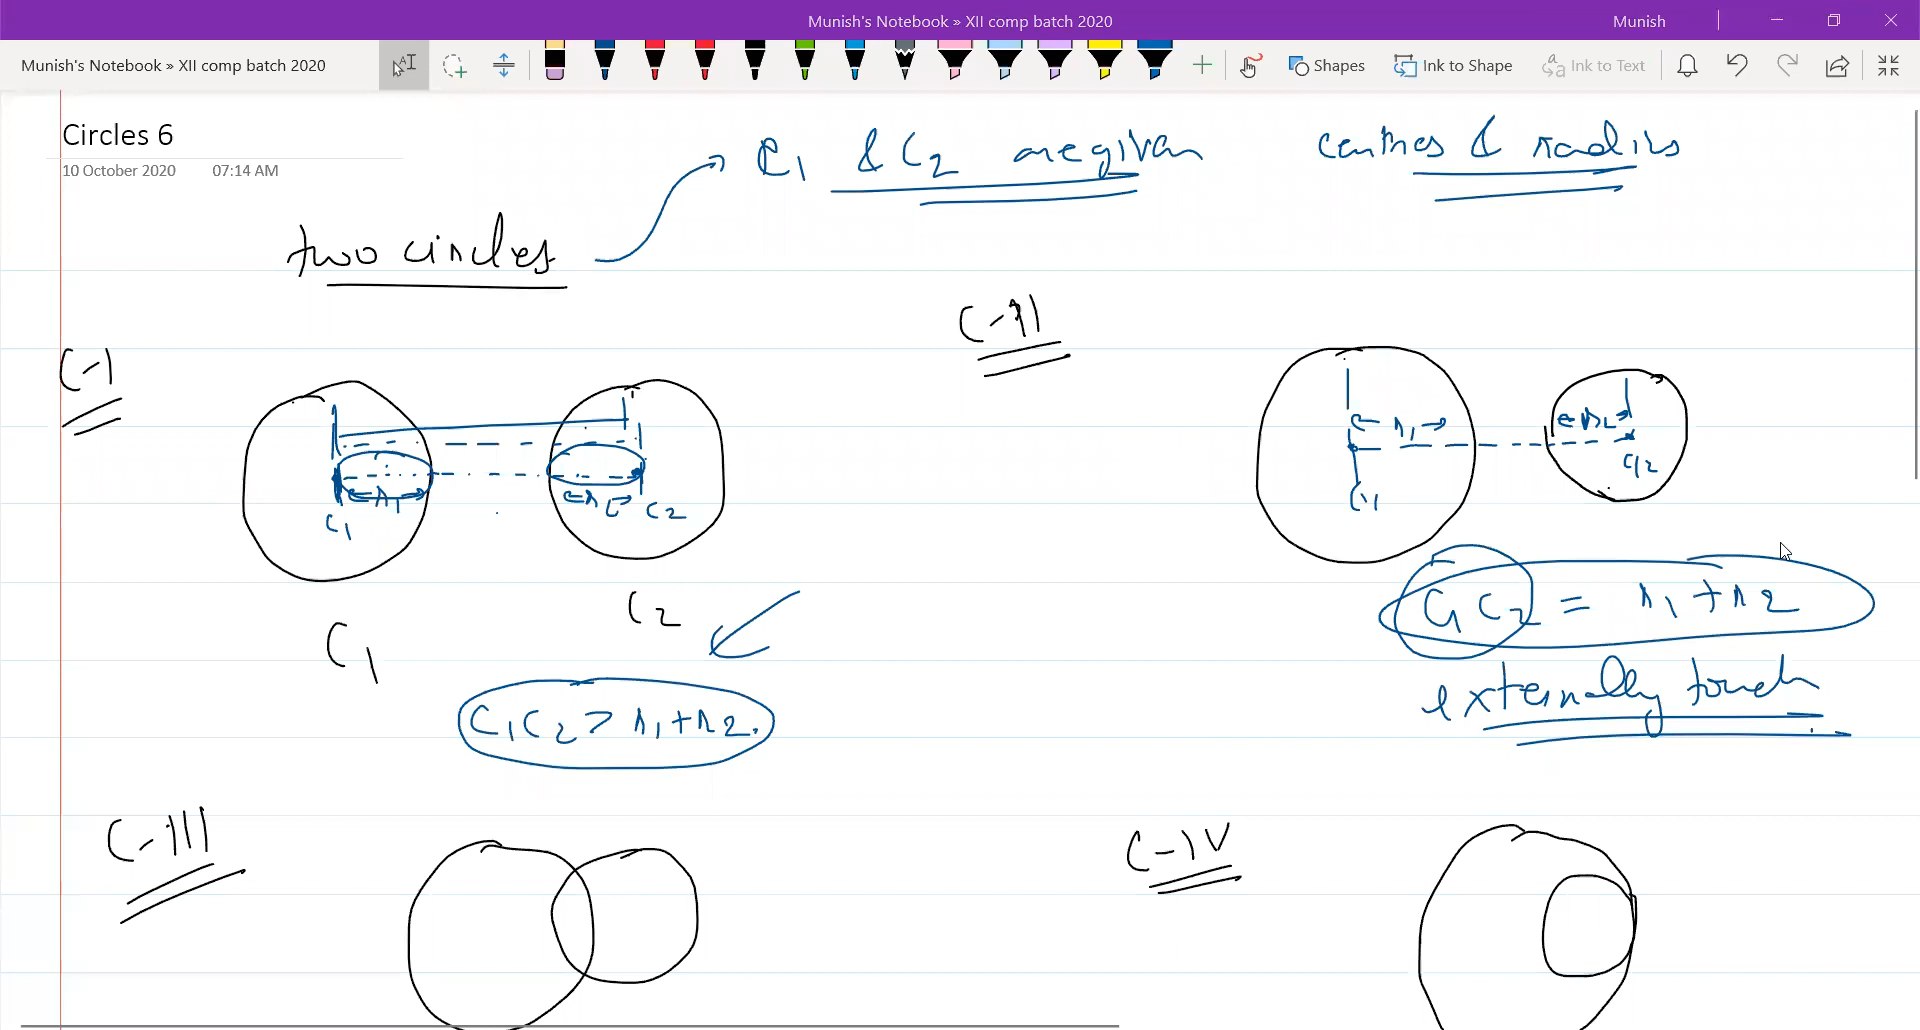 Munish's Notebook » XII comp batch 2020
Munish
Munish's Notebook » XII comp batch 2020
Shapes
Ink to Shape
Ink to Text
Circles 6
10 October 2020 07:14 AM
C1 & C2 are given centres & radius
two circles
C-I
C-II
r1
C1
r2
C2
r1
C1
r2
C2
C1
C2
C1C2 > r1+r2.
C1C2 = r1+r2
externally touch
C-III
C-IV